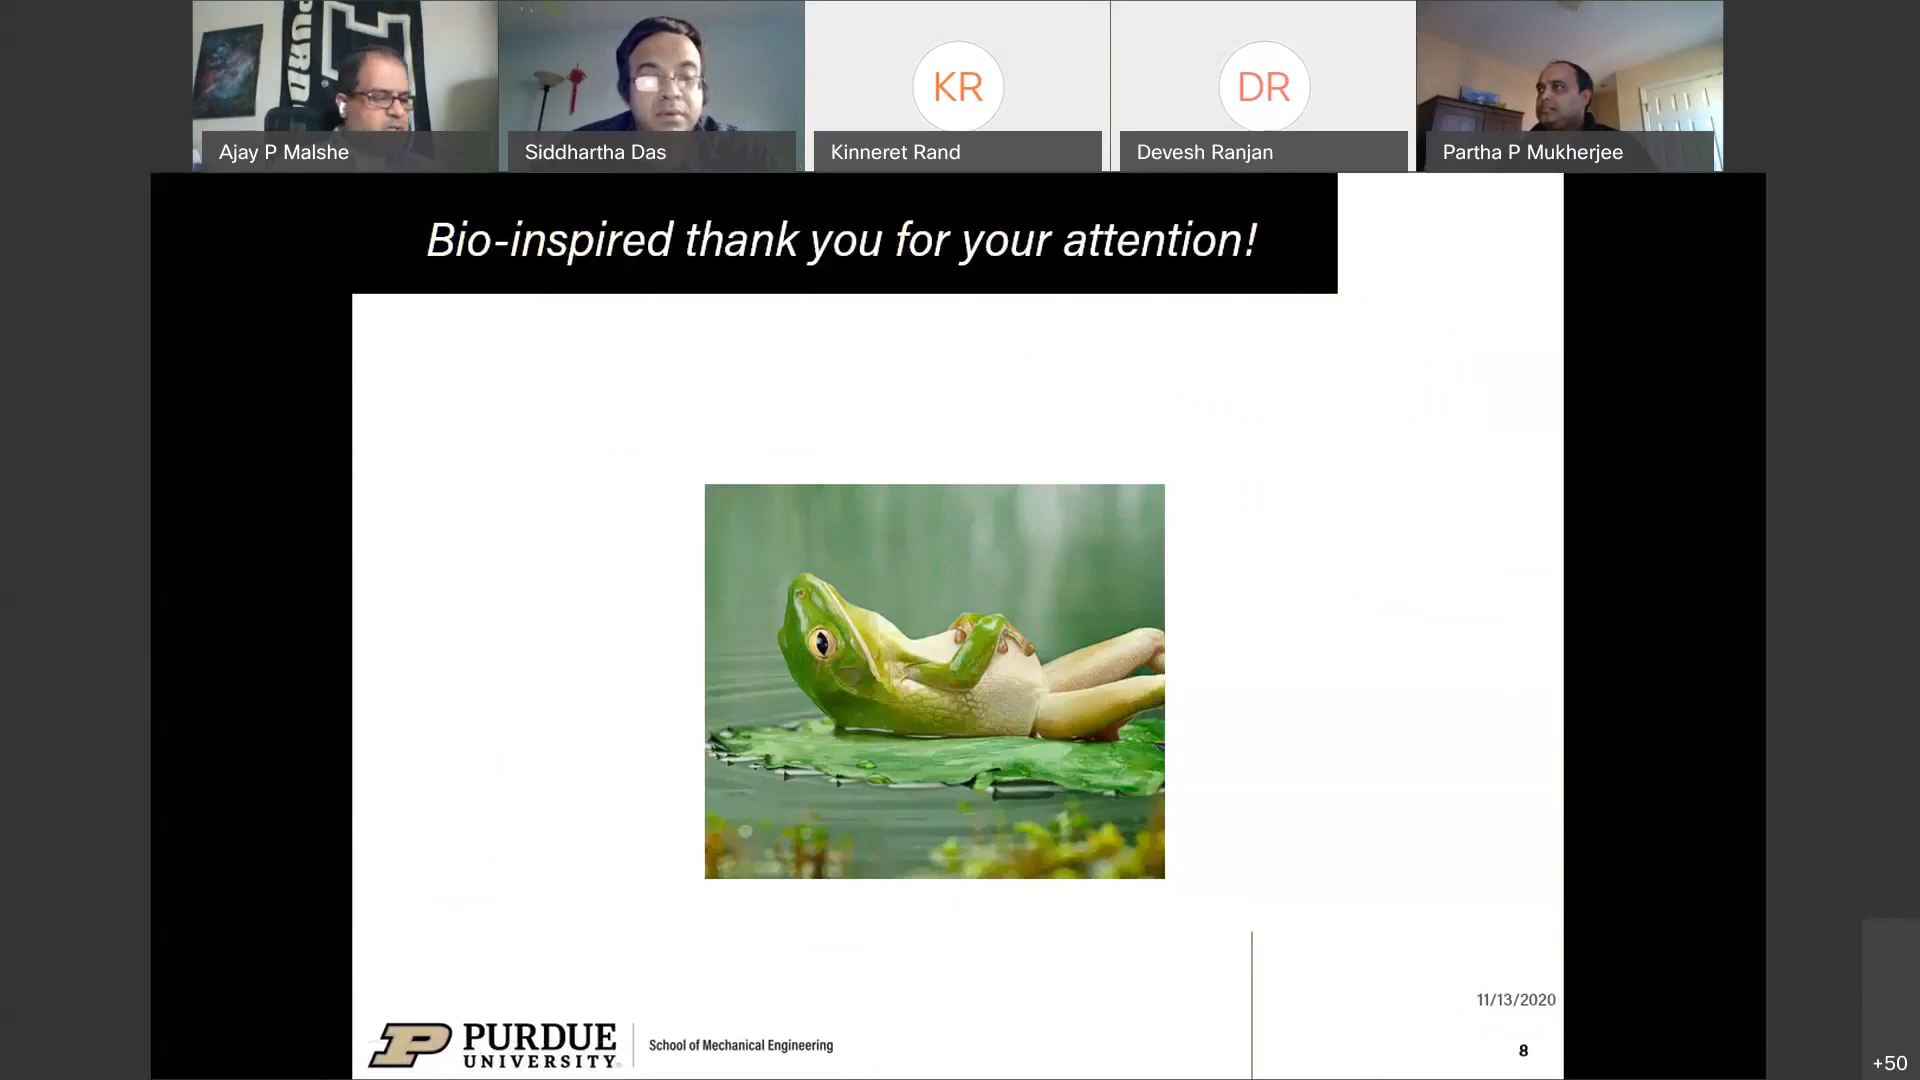 PURD
Ajay P Malshe
Siddhartha Das
KR
Kinneret Rand
DR
Devesh Ranjan
Partha P Mukherjee
Bio-inspired thank you for your attention!
11/13/2020
P PURDUE
UNIVERSITY®
School of Mechanical Engineering
8
+50